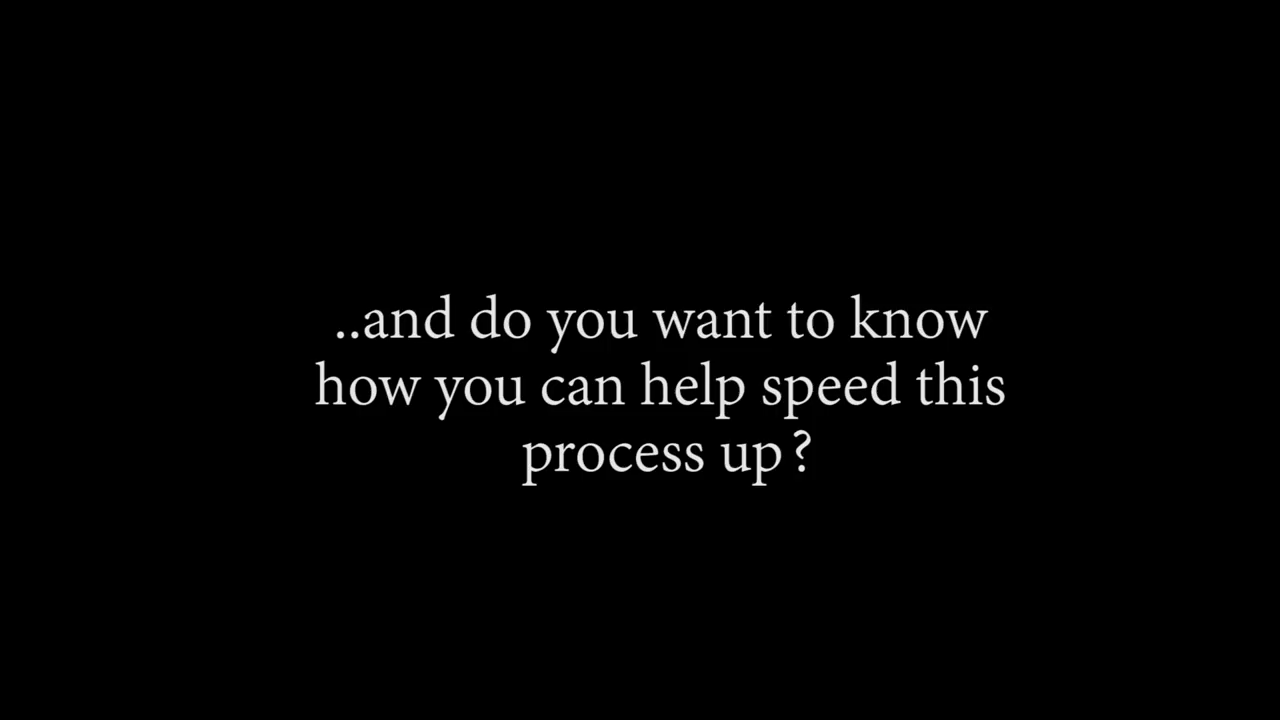 ..and do you want to know
how you can help speed this
process up?